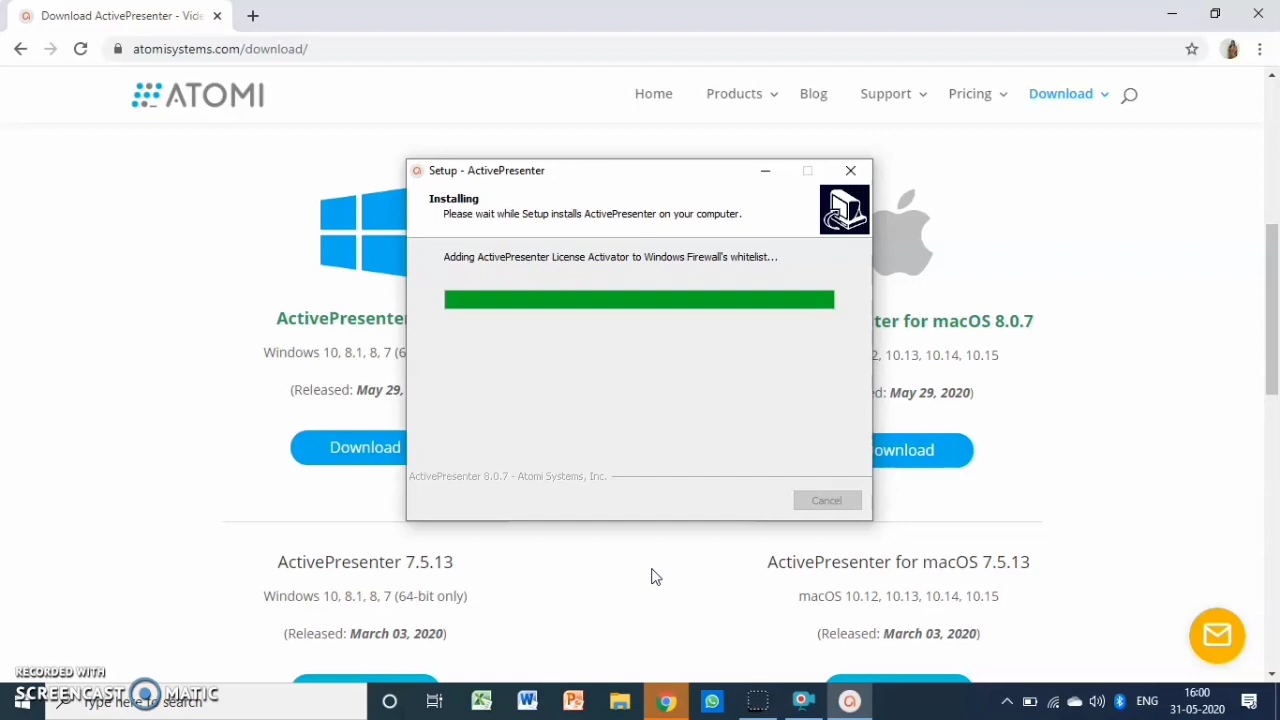 Download ActivePresenter - Vide
atomisystems.com/download/
ATOMI
Home Products Blog Support Pricing Download
Setup - ActivePresenter
Installing
Please wait while Setup installs ActivePresenter on your computer.
Adding ActivePresenter License Activator to Windows Firewall's whitelist...
ActivePresenter 8.0.7 - Atomi Systems, Inc.
Cancel
ActivePresenter
Windows 10, 8.1, 8, 7 (6
(Released: May 29,
Download
ter for macOS 8.0.7
2, 10.13, 10.14, 10.15
ed: May 29, 2020)
ownload
ActivePresenter 7.5.13
Windows 10, 8.1, 8, 7 (64-bit only)
(Released: March 03, 2020)
ActivePresenter for macOS 7.5.13
macOS 10.12, 10.13, 10.14, 10.15
(Released: March 03, 2020)
RECORDED WITH
SCREENCAST MATIC
Type here to search
ENG
16:00
31-05-2020